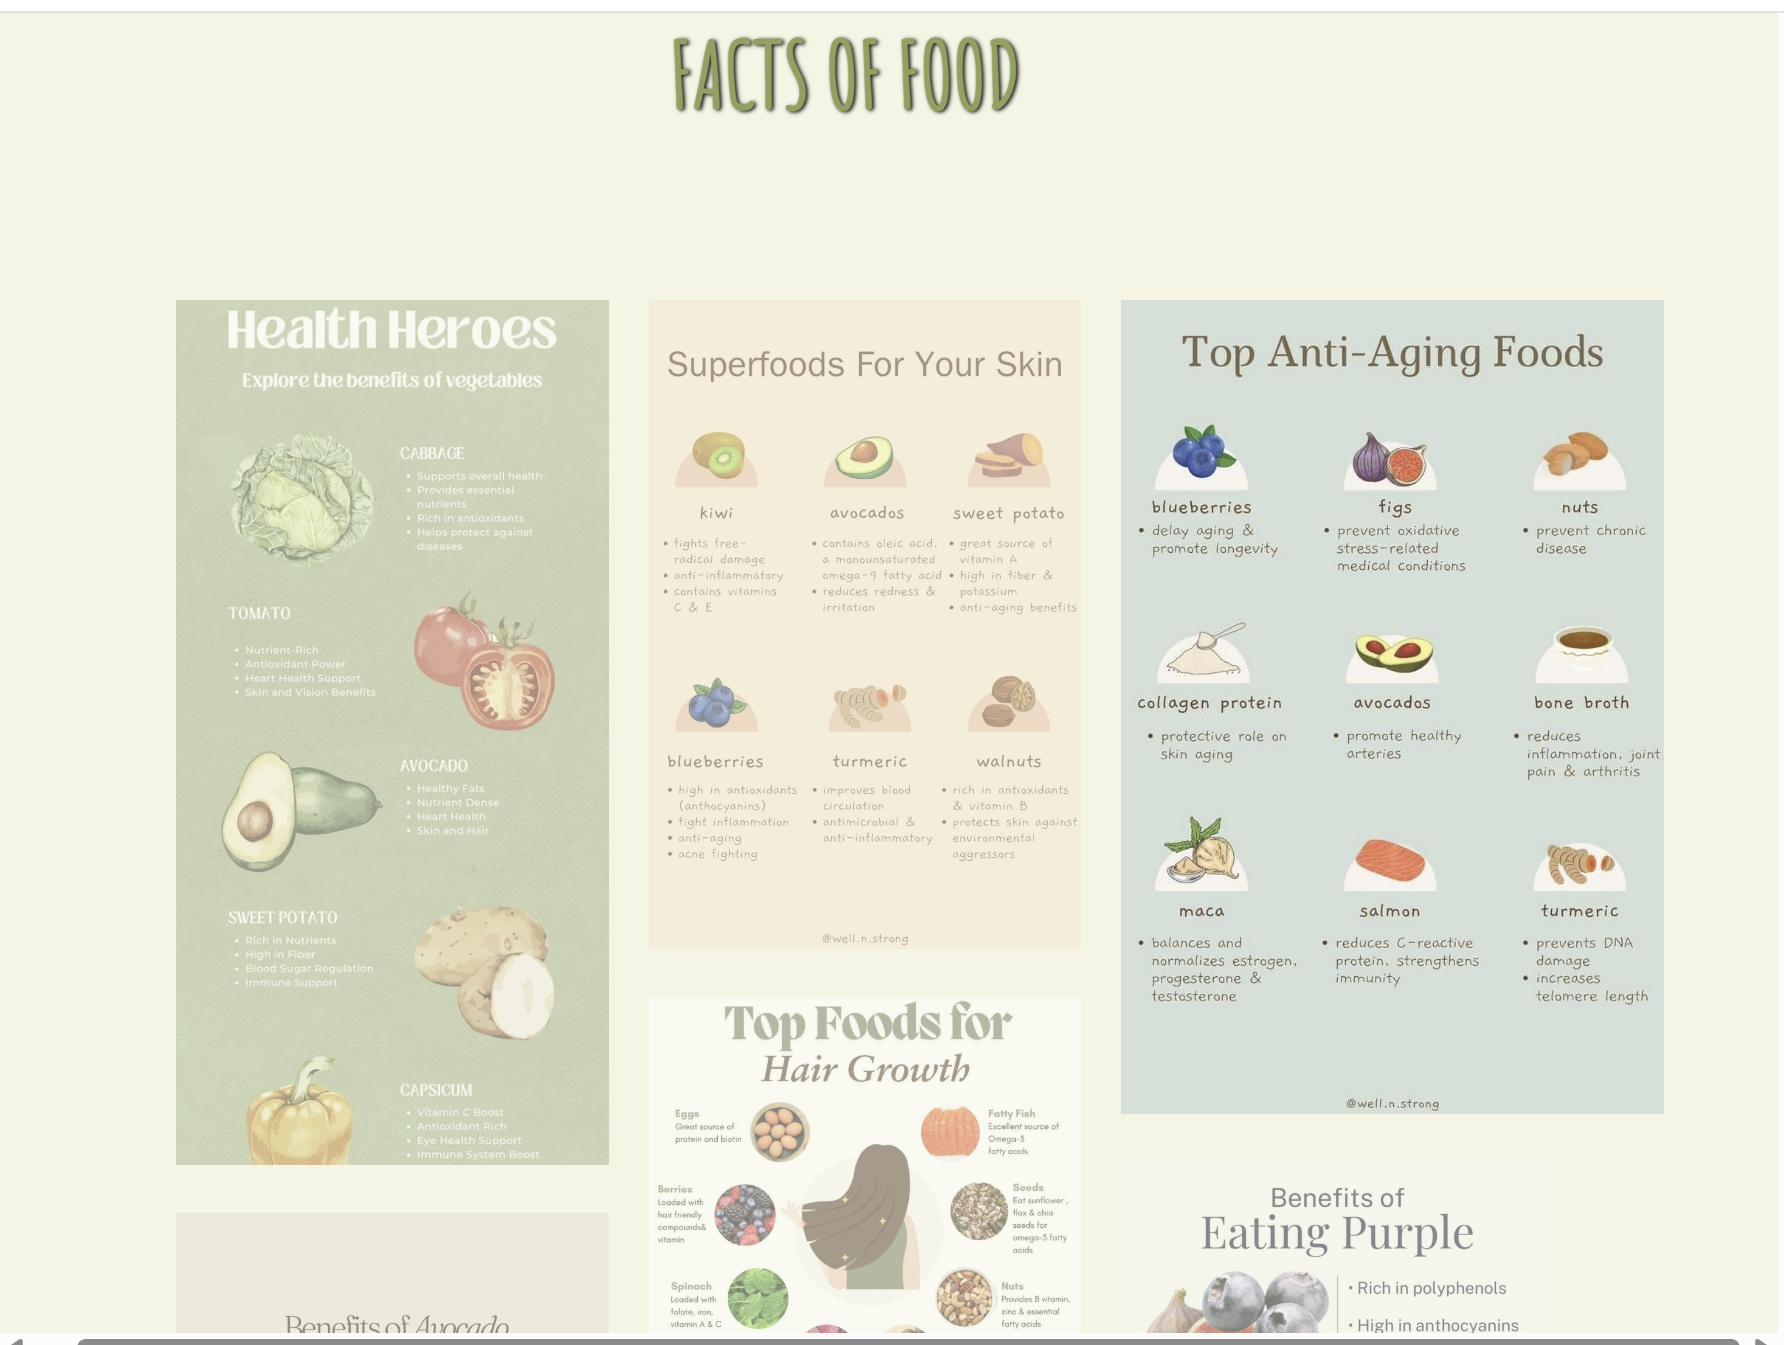 FACTS OF FOOD
Health Heroes
Explore the benefits of vegetables
CABBAGE
• Supports overall health
• Provides essential
nutrients
• Rich in antioxidants
• Helps protect against
diseases
TOMATO
• Nutrient-Rich
• Antioxidant Power
• Heart Health Support
• Skin and Vision Benefits
AVOCADO
• Healthy Fats
• Nutrient Dense
• Heart Health
• Skin and Hair
SWEET POTATO
• Rich in Nutrients
• High in Fiber
• Blood Sugar Regulation
• Immune Support
CAPSICUM
• Vitamin C Boost
• Antioxidant Rich
• Eye Health Support
• Immune System Boost
Benefits of Avocado
Superfoods For Your Skin
kiwi
• fights free-
radical damage
• anti-inflammatory
• contains vitamins
C & E
avocados
• contains oleic acid,
a monounsaturated
omega-9 fatty acid
• reduces redness &
irritation
sweet potato
• great source of
vitamin A
• high in fiber &
potassium
• anti-aging benefits
blueberries
• high in antioxidants
(anthocyanins)
• fight inflammation
• anti-aging
• acne fighting
turmeric
• improves blood
circulation
• antimicrobial &
anti-inflammatory
walnuts
• rich in antioxidants
& vitamin B
• protects skin against
environmental
aggressors
@well.n.strong
Top Foods for
Hair Growth
Eggs
Great source of
protein and biotin
Fatty Fish
Excellent source of
Omega-3
fatty acids
Berries
Loaded with
hair friendly
compounds&
vitamin
Seeds
Eat sunflower ,
flax & chia
seeds for
omega-3 fatty
acids
Spinach
Loaded with
folate, iron,
vitamin A & C
Nuts
Provides B vitamin,
zinc & essential
fatty acids
Top Anti-Aging Foods
blueberries
• delay aging &
promote longevity
figs
• prevent oxidative
stress-related
medical conditions
nuts
• prevent chronic
disease
collagen protein
• protective role on
skin aging
avocados
• promote healthy
arteries
bone broth
• reduces
inflammation, joint
pain & arthritis
maca
• balances and
normalizes estrogen,
progesterone &
testosterone
salmon
• reduces C-reactive
protein, strengthens
immunity
turmeric
• prevents DNA
damage
• increases
telomere length
@well.n.strong
Benefits of
Eating Purple
• Rich in polyphenols
• High in anthocyanins